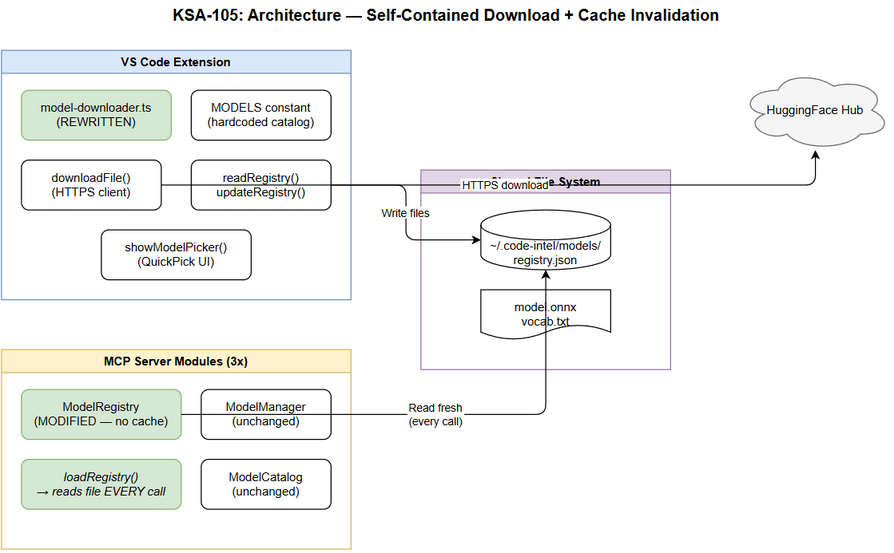 KSA-105: Architecture — Self-Contained Download + Cache Invalidation
VS Code Extension
model-downloader.ts
(REWRITTEN)
MODELS constant
(hardcoded catalog)
downloadFile()
(HTTPS client)
readRegistry()
updateRegistry()
showModelPicker()
(QuickPick UI)
HuggingFace Hub
File System
HTTPS download
Write files
~/.code-intel/models/
registry.json
model.onnx
vocab.txt
MCP Server Modules (3x)
ModelRegistry
(MODIFIED — no cache)
ModelManager
(unchanged)
Read fresh
(every call)
loadRegistry()
→ reads file EVERY call
ModelCatalog
(unchanged)